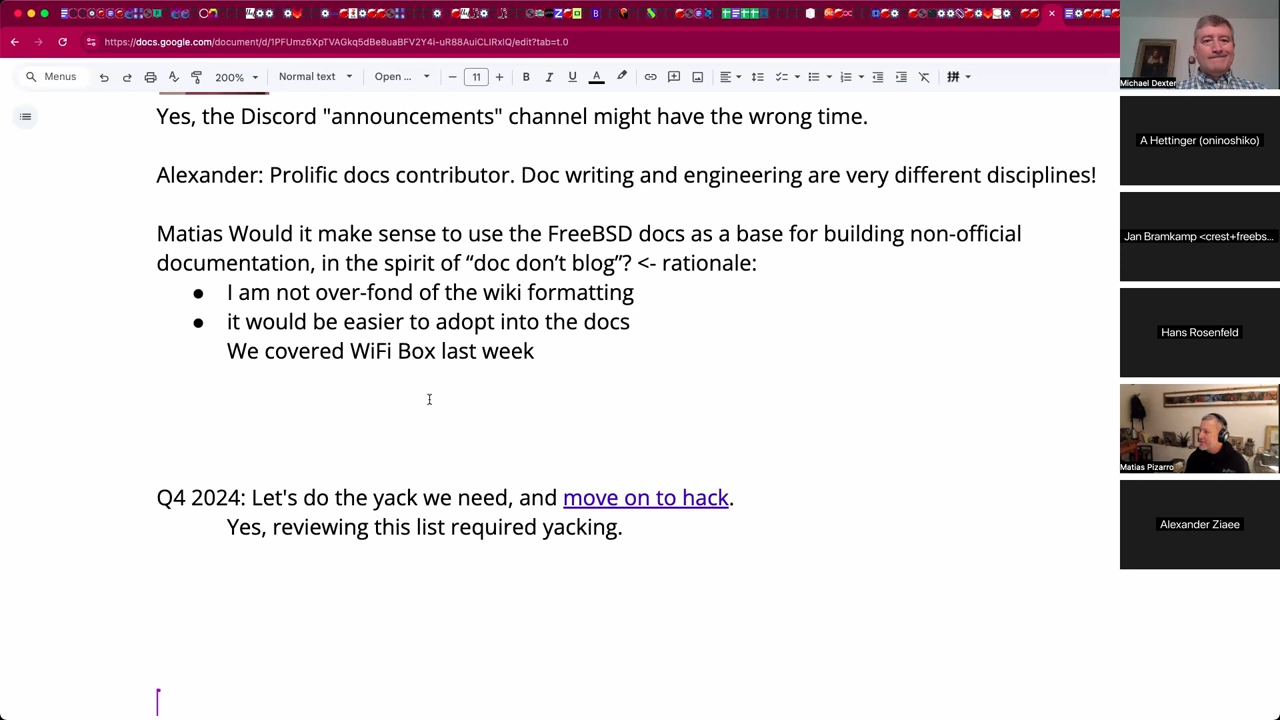 t.0.docs.google.com/document/d/1PFUmz6XpTVAGkq5dBe8uaBFV2Y4i-uR88AuiCLIRxlQ/edit?tab=t.0
Menus
200%
Normal text
Open ...
11
Yes, the Discord "announcements" channel might have the wrong time.
Alexander: Prolific docs contributor. Doc writing and engineering are very different disciplines!
Matias Would it make sense to use the FreeBSD docs as a base for building non-official
documentation, in the spirit of “doc don’t blog”? <- rationale:
● I am not over-fond of the wiki formatting
● it would be easier to adopt into the docs
We covered WiFi Box last week
Q4 2024: Let's do the yack we need, and move on to hack.
Yes, reviewing this list required yacking.
Michael Dexter
A Hettinger (oninoshiko)
Jan Bramkamp <crest+freebs...
Hans Rosenfeld
Matias Pizarro
Alexander Ziaee